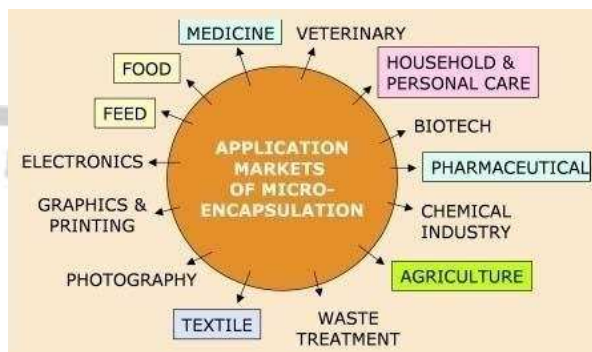 MEDICINE
VETERINARY
FOOD
HOUSEHOLD &
PERSONAL CARE
FEED
BIOTECH
APPLICATION
MARKETS
OF MICRO-
ENCAPSULATION
ELECTRONICS
PHARMACEUTICAL
GRAPHICS &
PRINTING
CHEMICAL
INDUSTRY
PHOTOGRAPHY
AGRICULTURE
TEXTILE
WASTE
TREATMENT